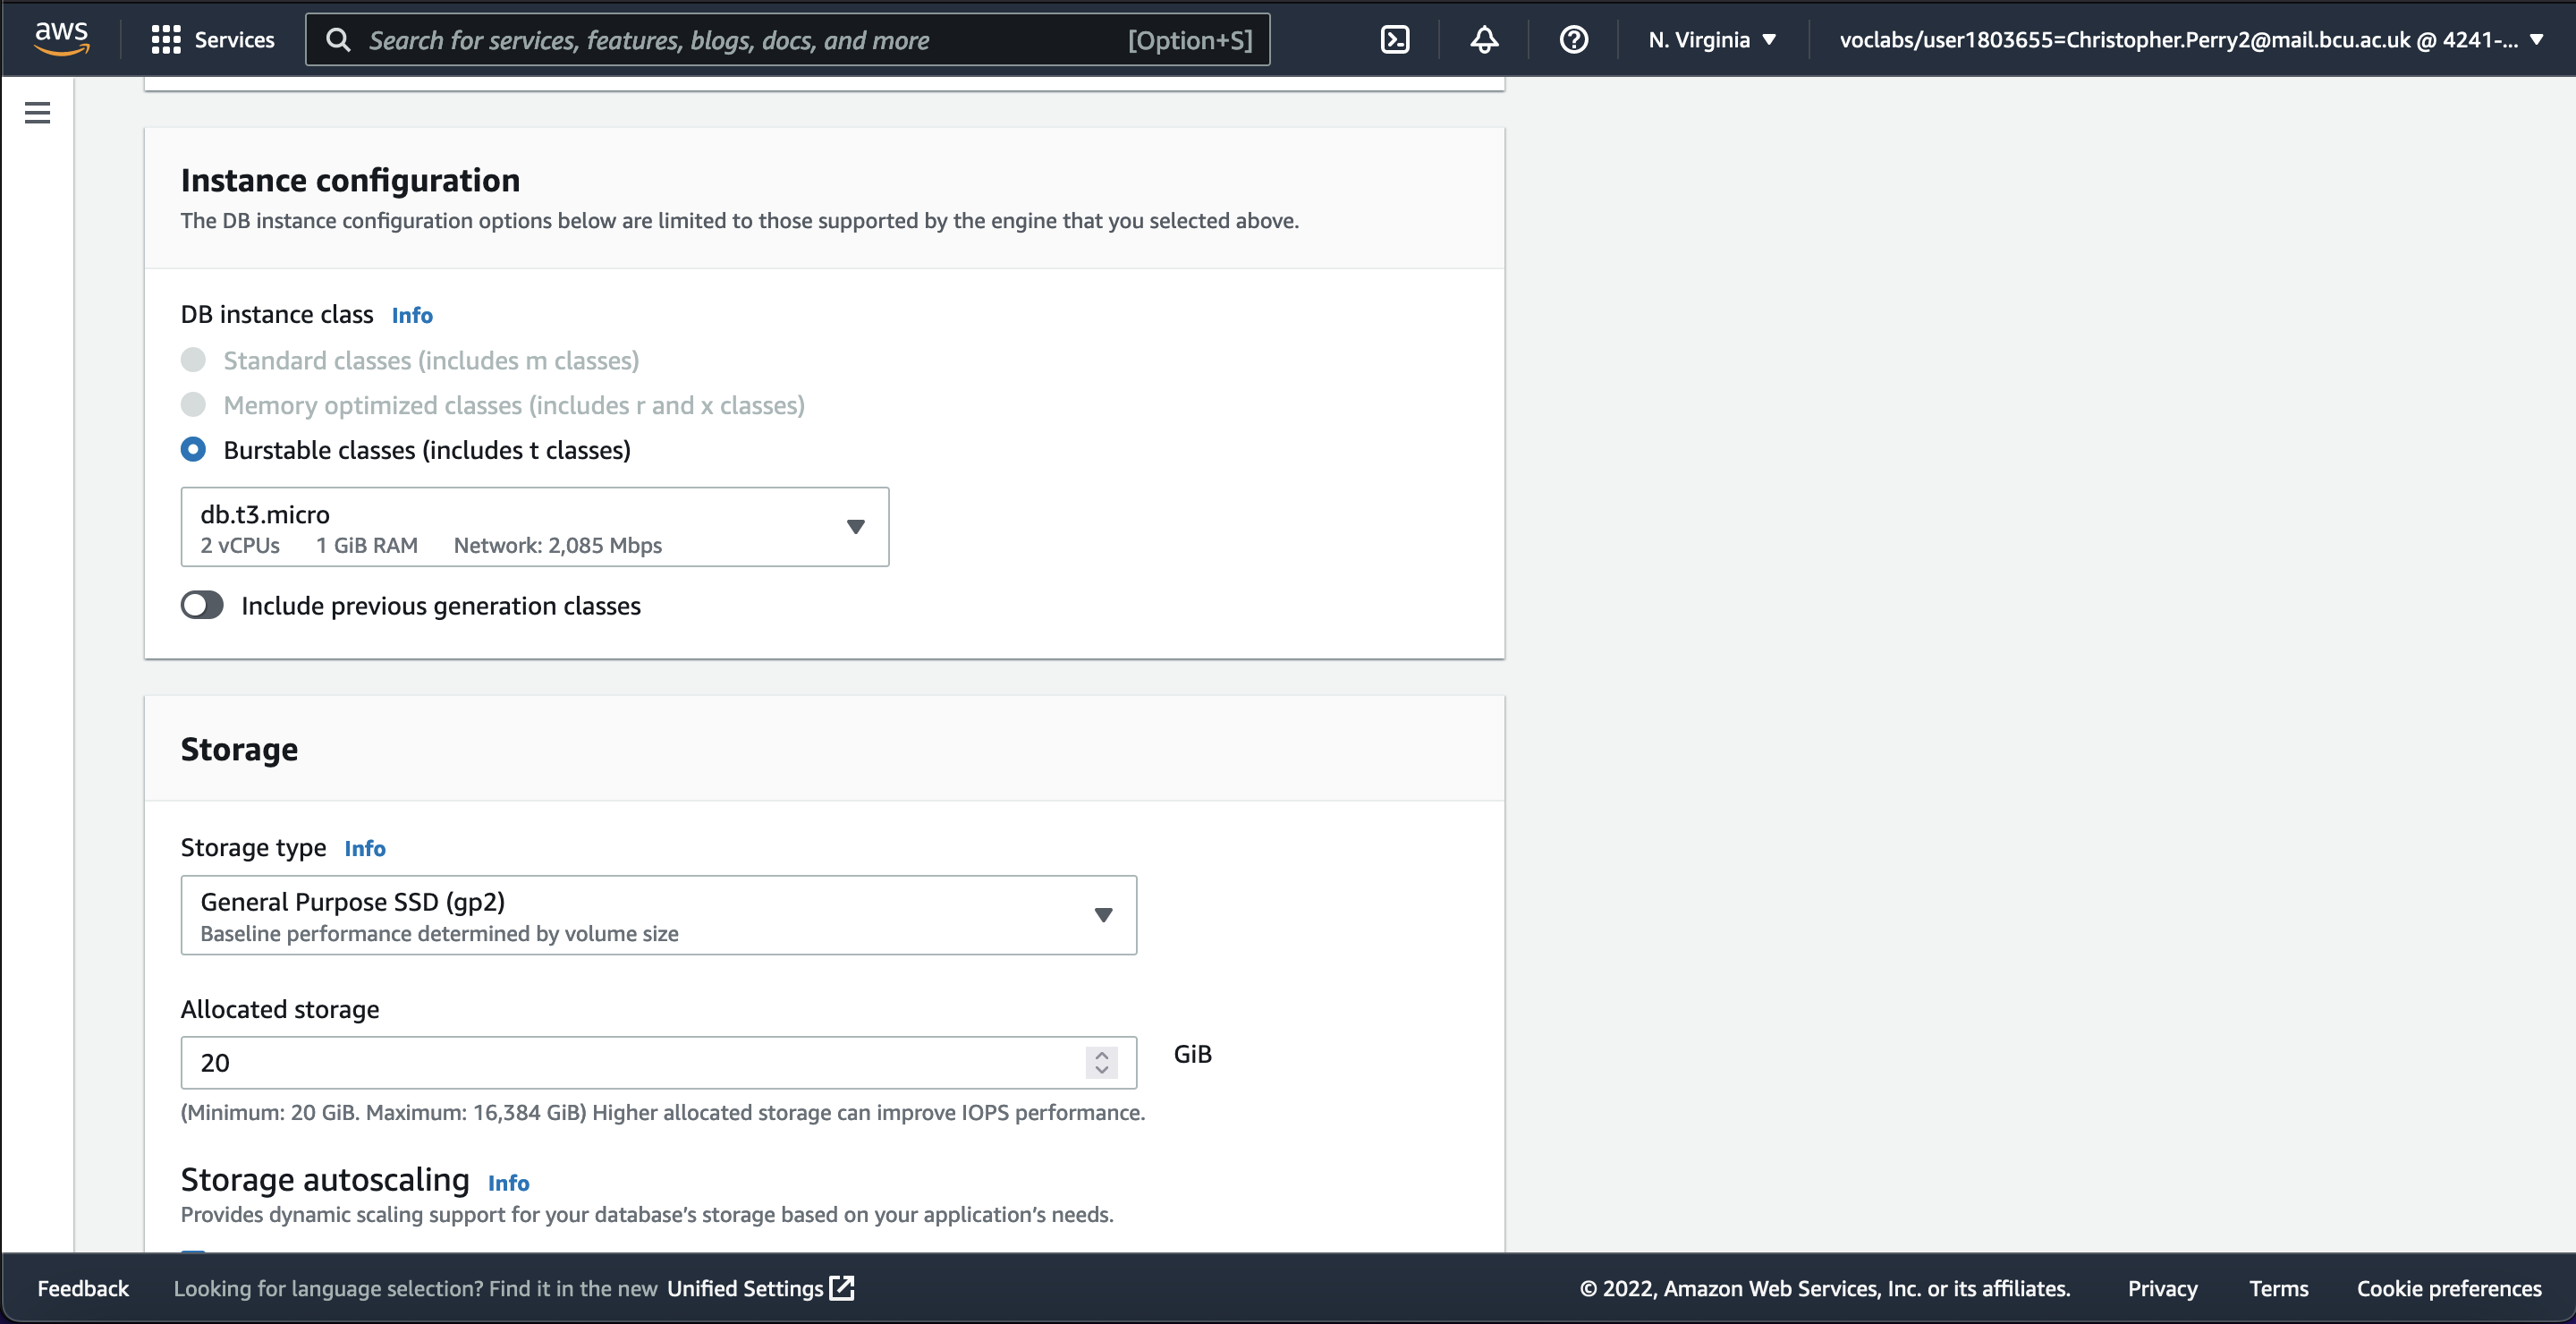 aws
Services
Search for services, features, blogs, docs, and more
[Option+S]
N. Virginia
voclabs/user1803655=Christopher.Perry2@mail.bcu.ac.uk @ 4241-...
Instance configuration
The DB instance configuration options below are limited to those supported by the engine that you selected above.
DB instance class Info
Standard classes (includes m classes)
Memory optimized classes (includes r and x classes)
Burstable classes (includes t classes)
db.t3.micro
2 vCPUs 1 GiB RAM Network: 2,085 Mbps
Include previous generation classes
Storage
Storage type Info
General Purpose SSD (gp2)
Baseline performance determined by volume size
Allocated storage
20
GiB
(Minimum: 20 GiB. Maximum: 16,384 GiB) Higher allocated storage can improve IOPS performance.
Storage autoscaling Info
Provides dynamic scaling support for your database’s storage based on your application’s needs.
Feedback
Looking for language selection? Find it in the new Unified Settings
© 2022, Amazon Web Services, Inc. or its affiliates.
Privacy
Terms
Cookie preferences